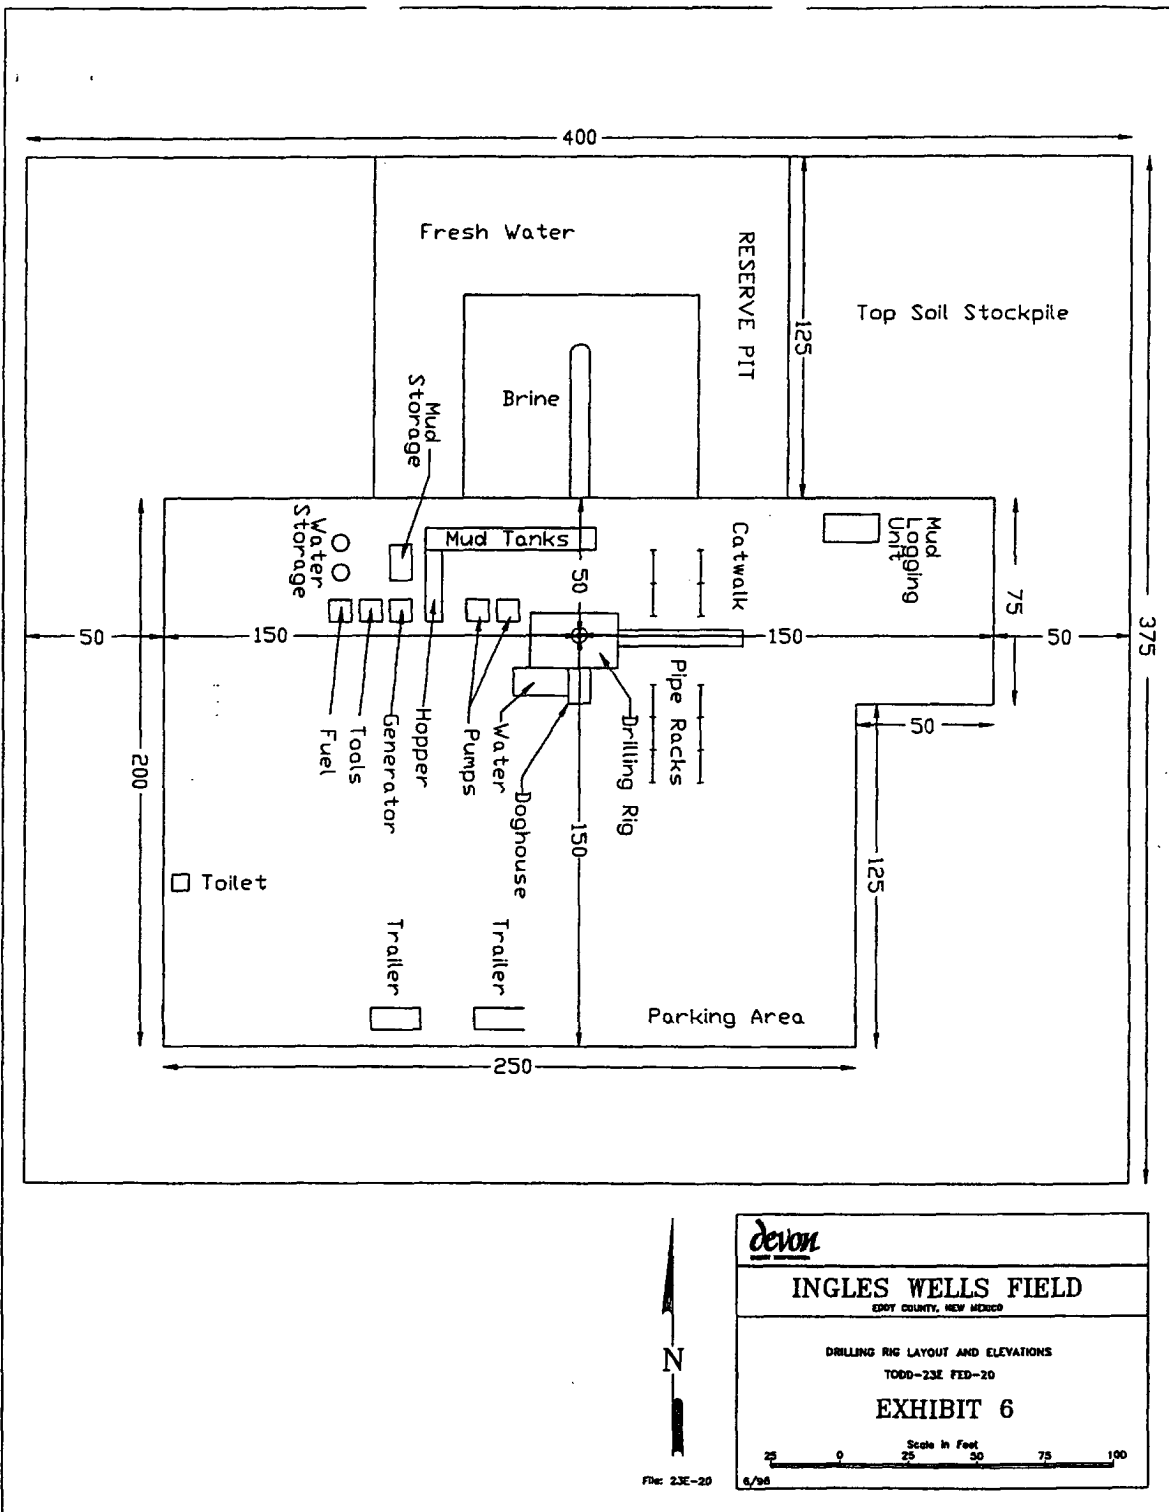 400
Fresh Water
RESERVE PIT
125
Top Soil Stockpile
Brine
Mud
Storage
Water
Storage
Mud Tanks
50
Catwalk
Mud
Logging
Unit
75
375
50
150
150
50
Fuel
Tools
Generator
Hopper
Pumps
Water
Doghouse
Drilling Rig
Pipe Racks
50
200
150
125
Toilet
Trailer
Trailer
Parking Area
250
devon
INGLES WELLS FIELD
EDDY COUNTY, NEW MEXICO
DRILLING RIG LAYOUT AND ELEVATIONS
TODD-23E FED-20
EXHIBIT 6
Scale in Feet
25 0 25 50 75 100
N
File: 23E-20
6/98